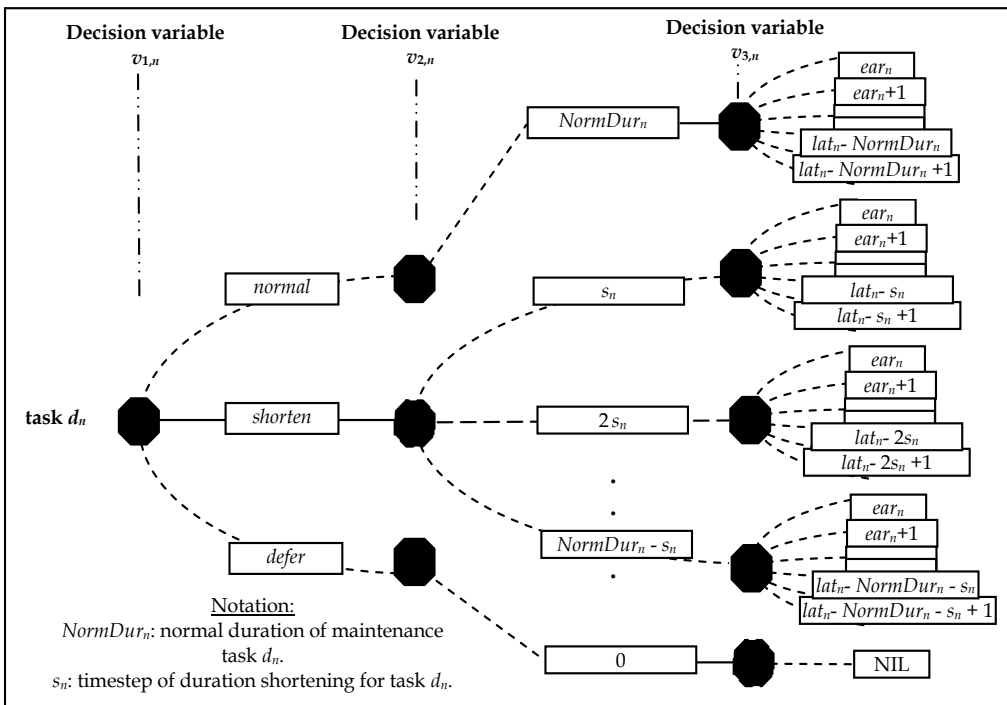 Decision variable
v1,n
Decision variable
v2,n
Decision variable
v3,n
NormDurn
earn
earn+1
latn- NormDurn
latn- NormDurn +1
normal
sn
earn
earn+1
latn- sn
latn- sn +1
task dn
shorten
2sn
earn
earn+1
latn- 2sn
latn- 2sn +1
defer
NormDurn - sn
earn
earn+1
latn- NormDurn - sn
latn- NormDurn - sn + 1
0
NIL
Notation:
NormDurn: normal duration of maintenance
task dn.
sn: timestep of duration shortening for task dn.